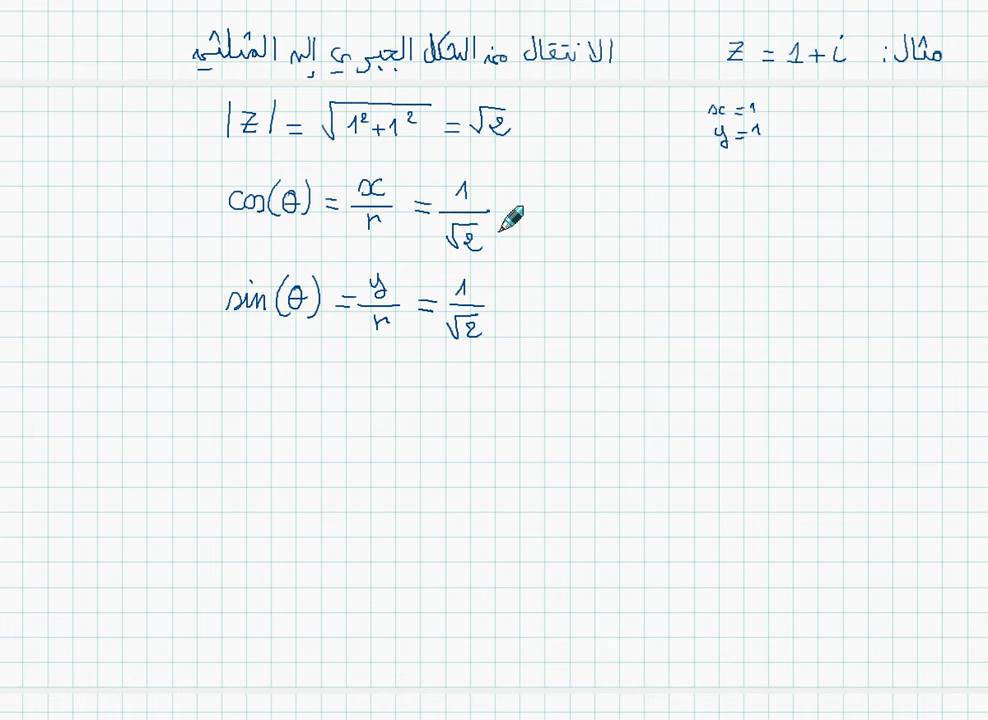 مثال: z = 1 + i الانتقال من الشكل الجبري إلى المثلثي
|z| = √(1² + 1²) = √2
x = 1
y = 1
cos(θ) = x/r = 1/√2
sin(θ) = y/r = 1/√2